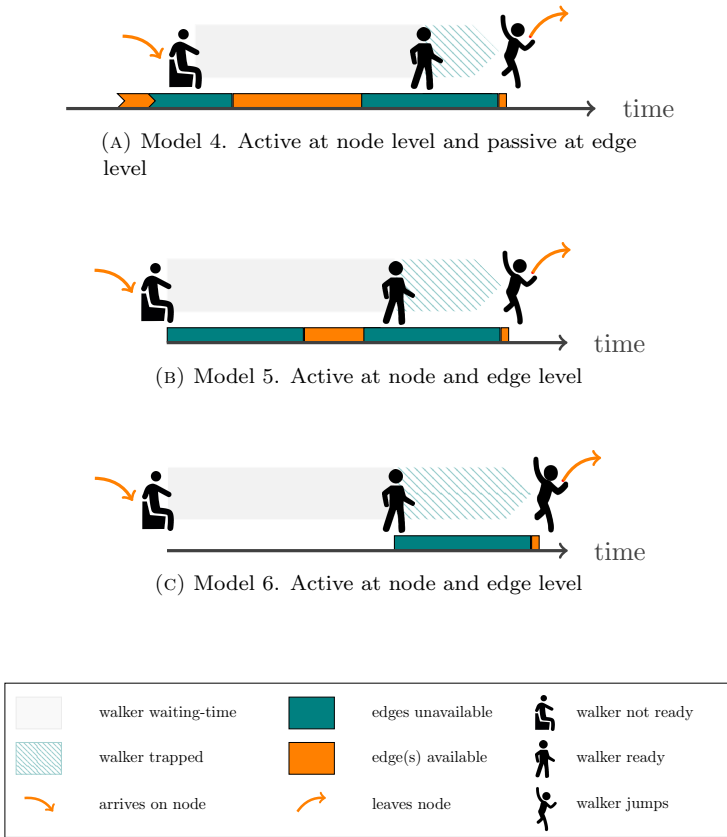 time
(A) Model 4. Active at node level and passive at edge
level
time
(B) Model 5. Active at node and edge level
time
(C) Model 6. Active at node and edge level
walker waiting-time edges unavailable walker not ready
walker trapped edge(s) available walker ready
arrives on node leaves node walker jumps